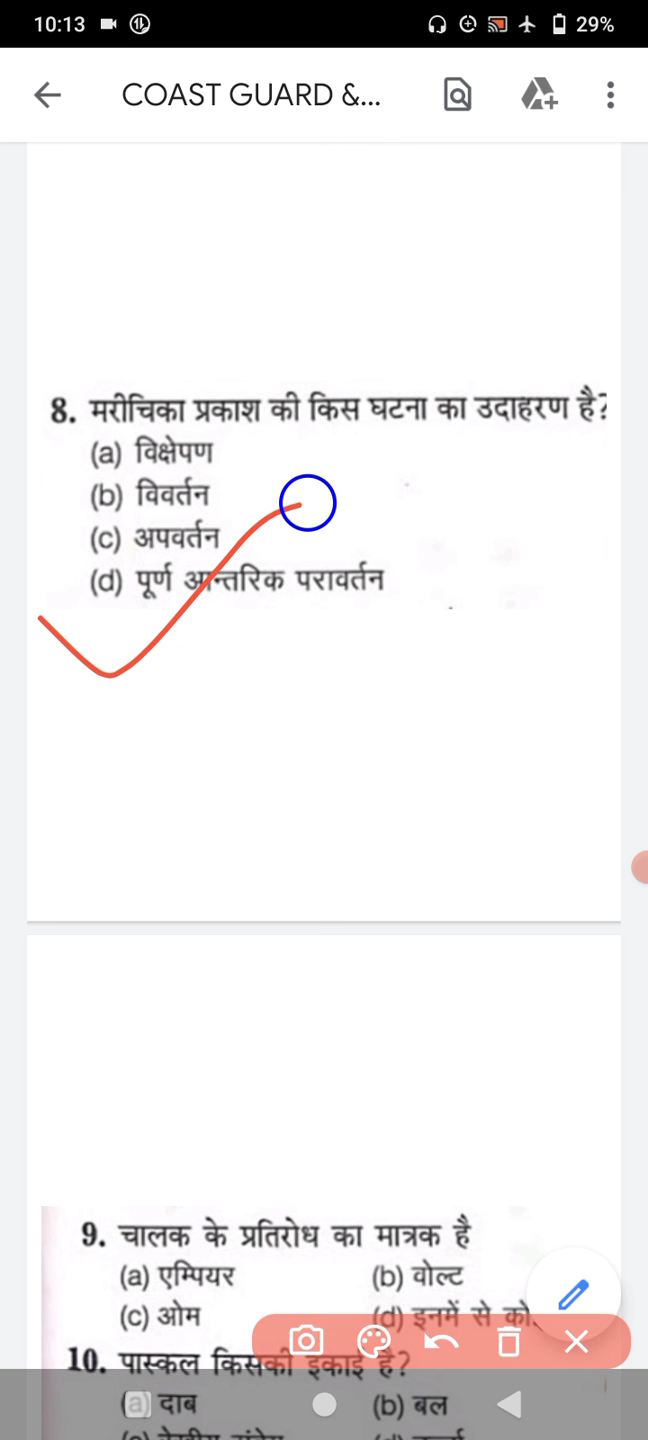 10:13 29%
COAST GUARD &...
8. मरीचिका प्रकाश की किस घटना का उदाहरण है?
(a) विक्षेपण
(b) विवर्तन
(c) अपवर्तन
(d) पूर्ण आन्तरिक परावर्तन
9. चालक के प्रतिरोध का मात्रक है
(a) एम्पियर (b) वोल्ट
(c) ओम (d) इनमें से
10. पास्कल किसकी इकाई है?
(a) दाब (b) बल